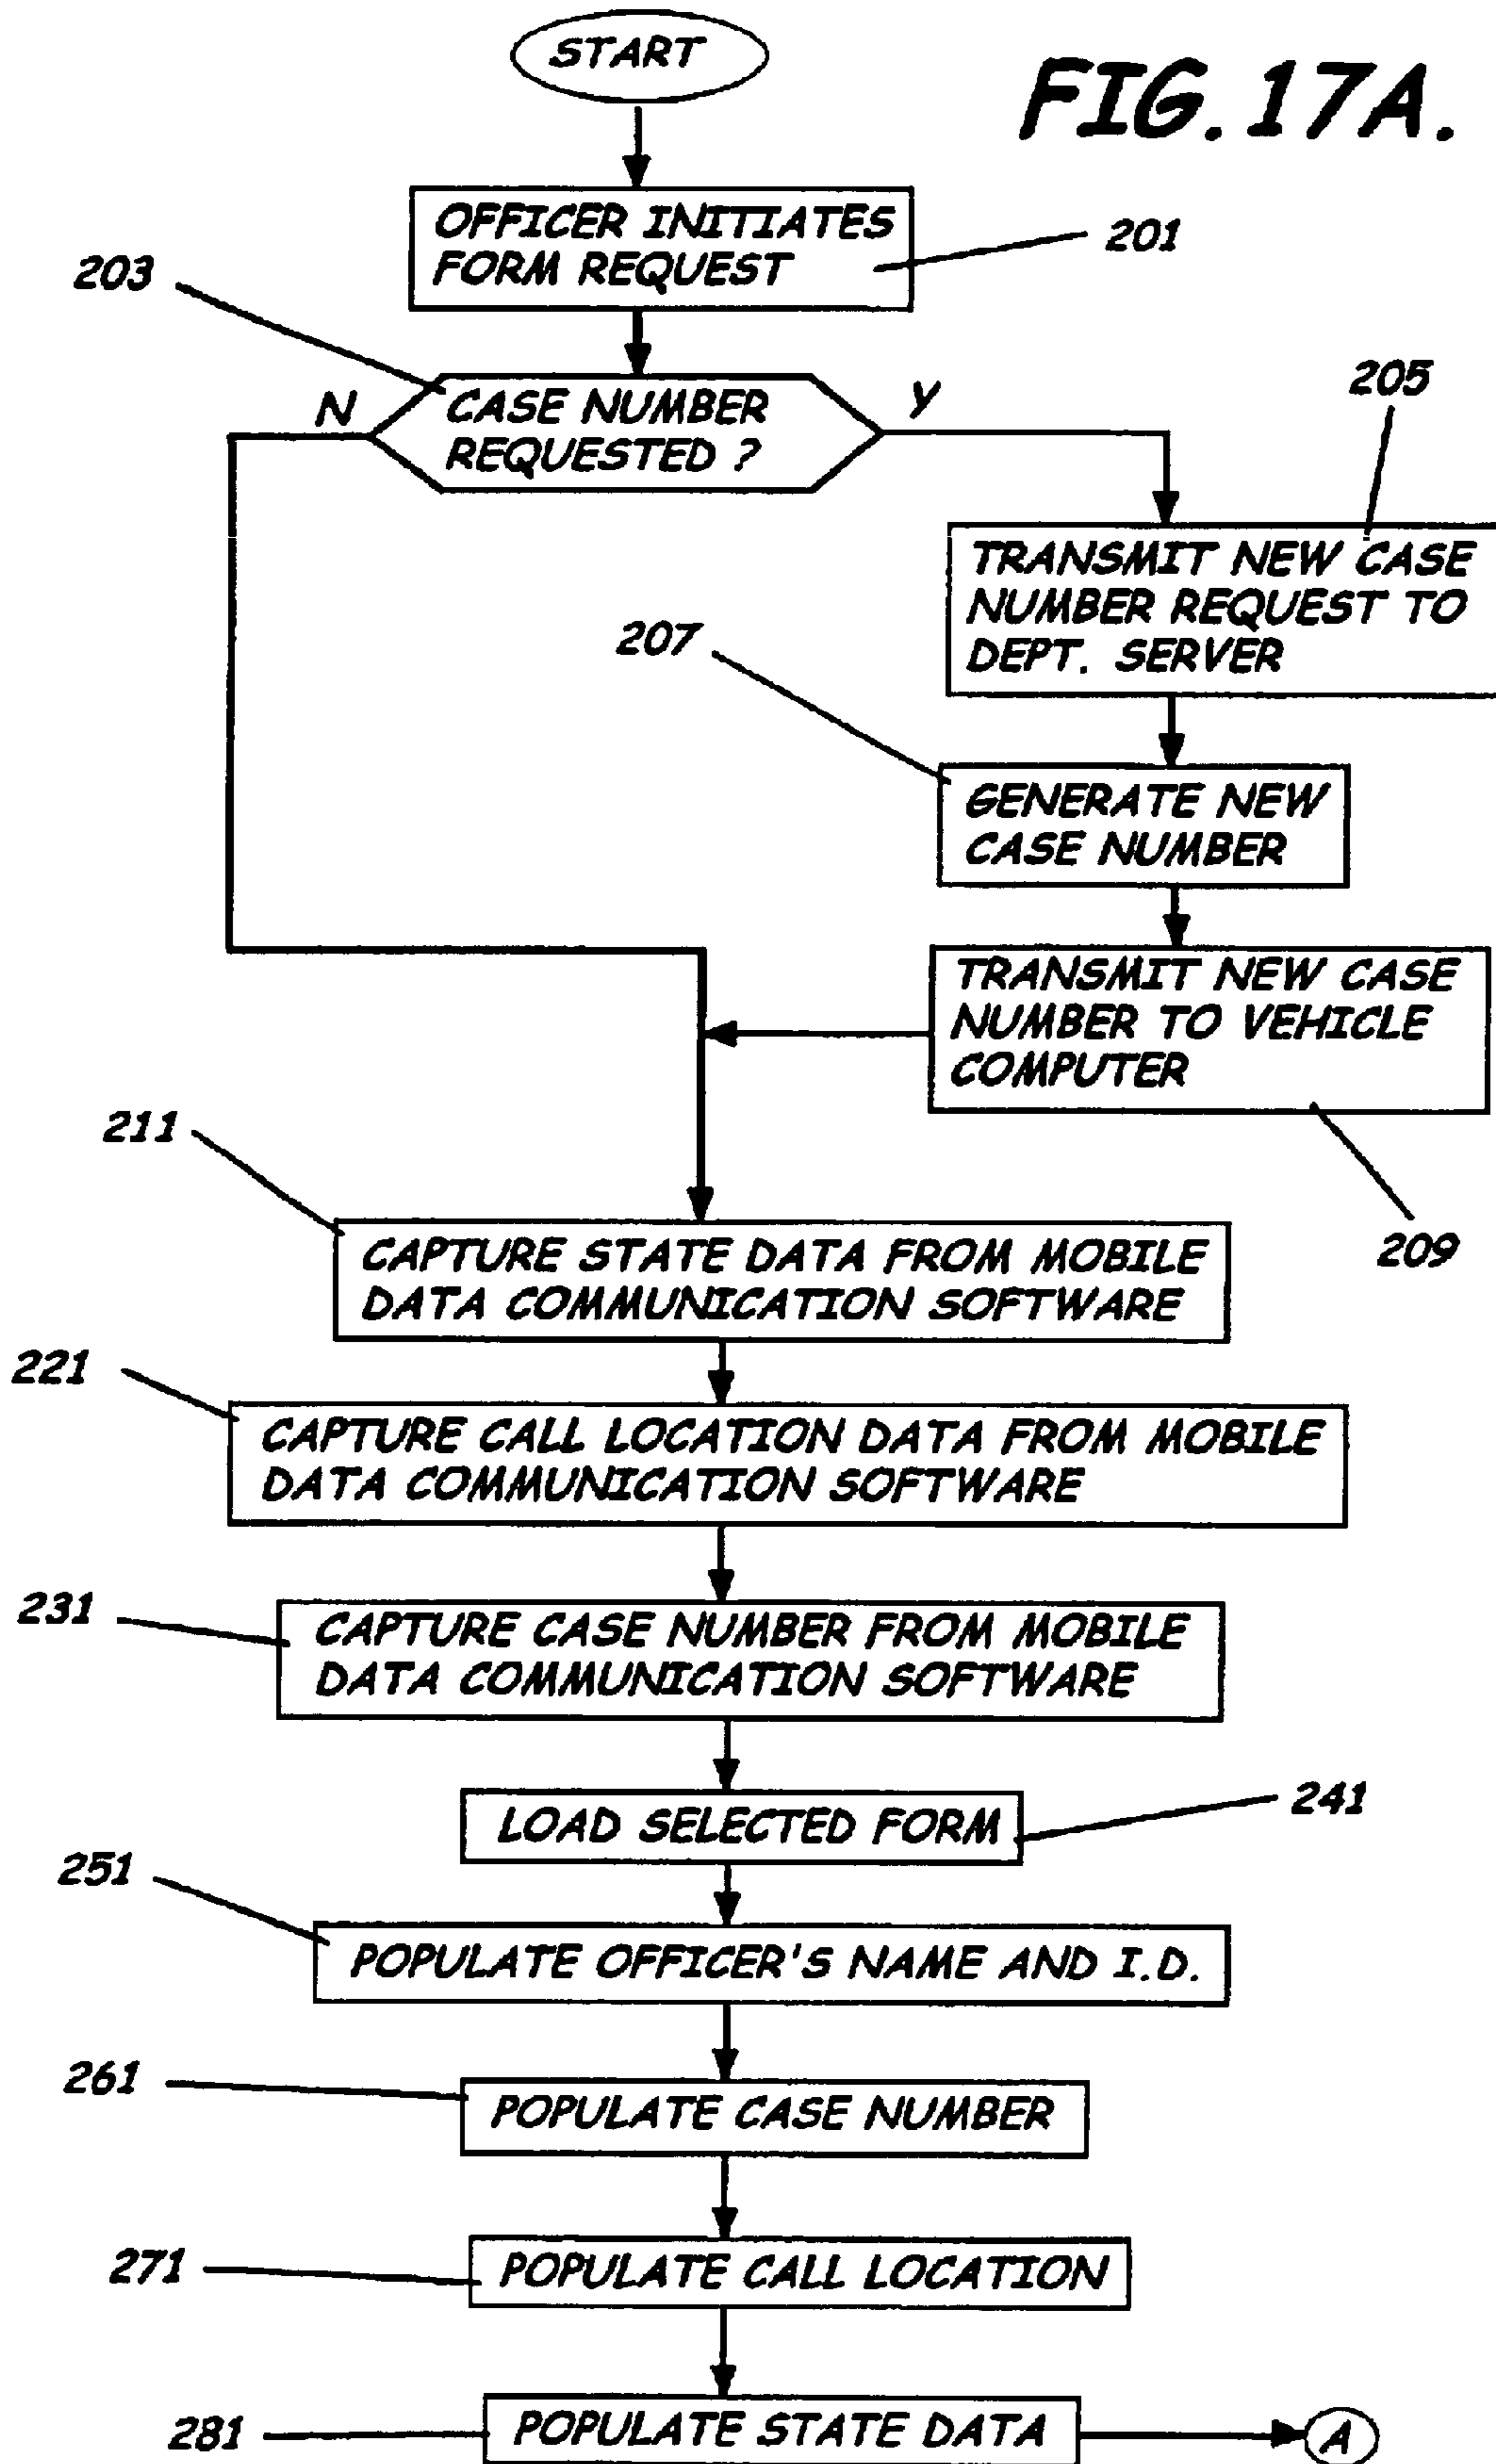 START
FIG. 17A.
OFFICER INITIATES
FORM REQUEST
201
203
N
CASE NUMBER
REQUESTED ?
Y
205
TRANSMIT NEW CASE
NUMBER REQUEST TO
DEPT. SERVER
207
GENERATE NEW
CASE NUMBER
TRANSMIT NEW CASE
NUMBER TO VEHICLE
COMPUTER
209
211
CAPTURE STATE DATA FROM MOBILE
DATA COMMUNICATION SOFTWARE
221
CAPTURE CALL LOCATION DATA FROM MOBILE
DATA COMMUNICATION SOFTWARE
231
CAPTURE CASE NUMBER FROM MOBILE
DATA COMMUNICATION SOFTWARE
LOAD SELECTED FORM
241
251
POPULATE OFFICER'S NAME AND I.D.
261
POPULATE CASE NUMBER
271
POPULATE CALL LOCATION
281
POPULATE STATE DATA
A